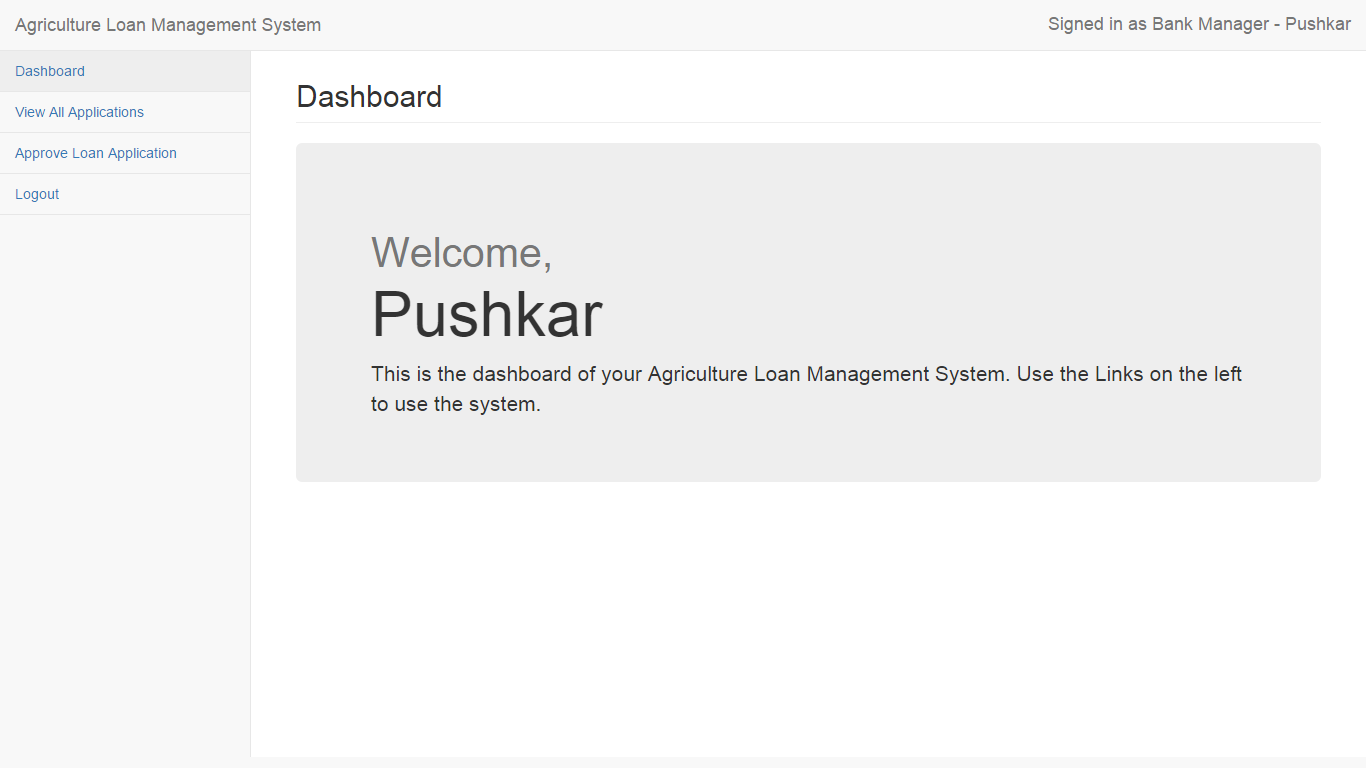 Agriculture Loan Management System
Signed in as Bank Manager - Pushkar
Dashboard
View All Applications
Approve Loan Application
Logout
Dashboard
Welcome,
Pushkar
This is the dashboard of your Agriculture Loan Management System. Use the Links on the left
to use the system.